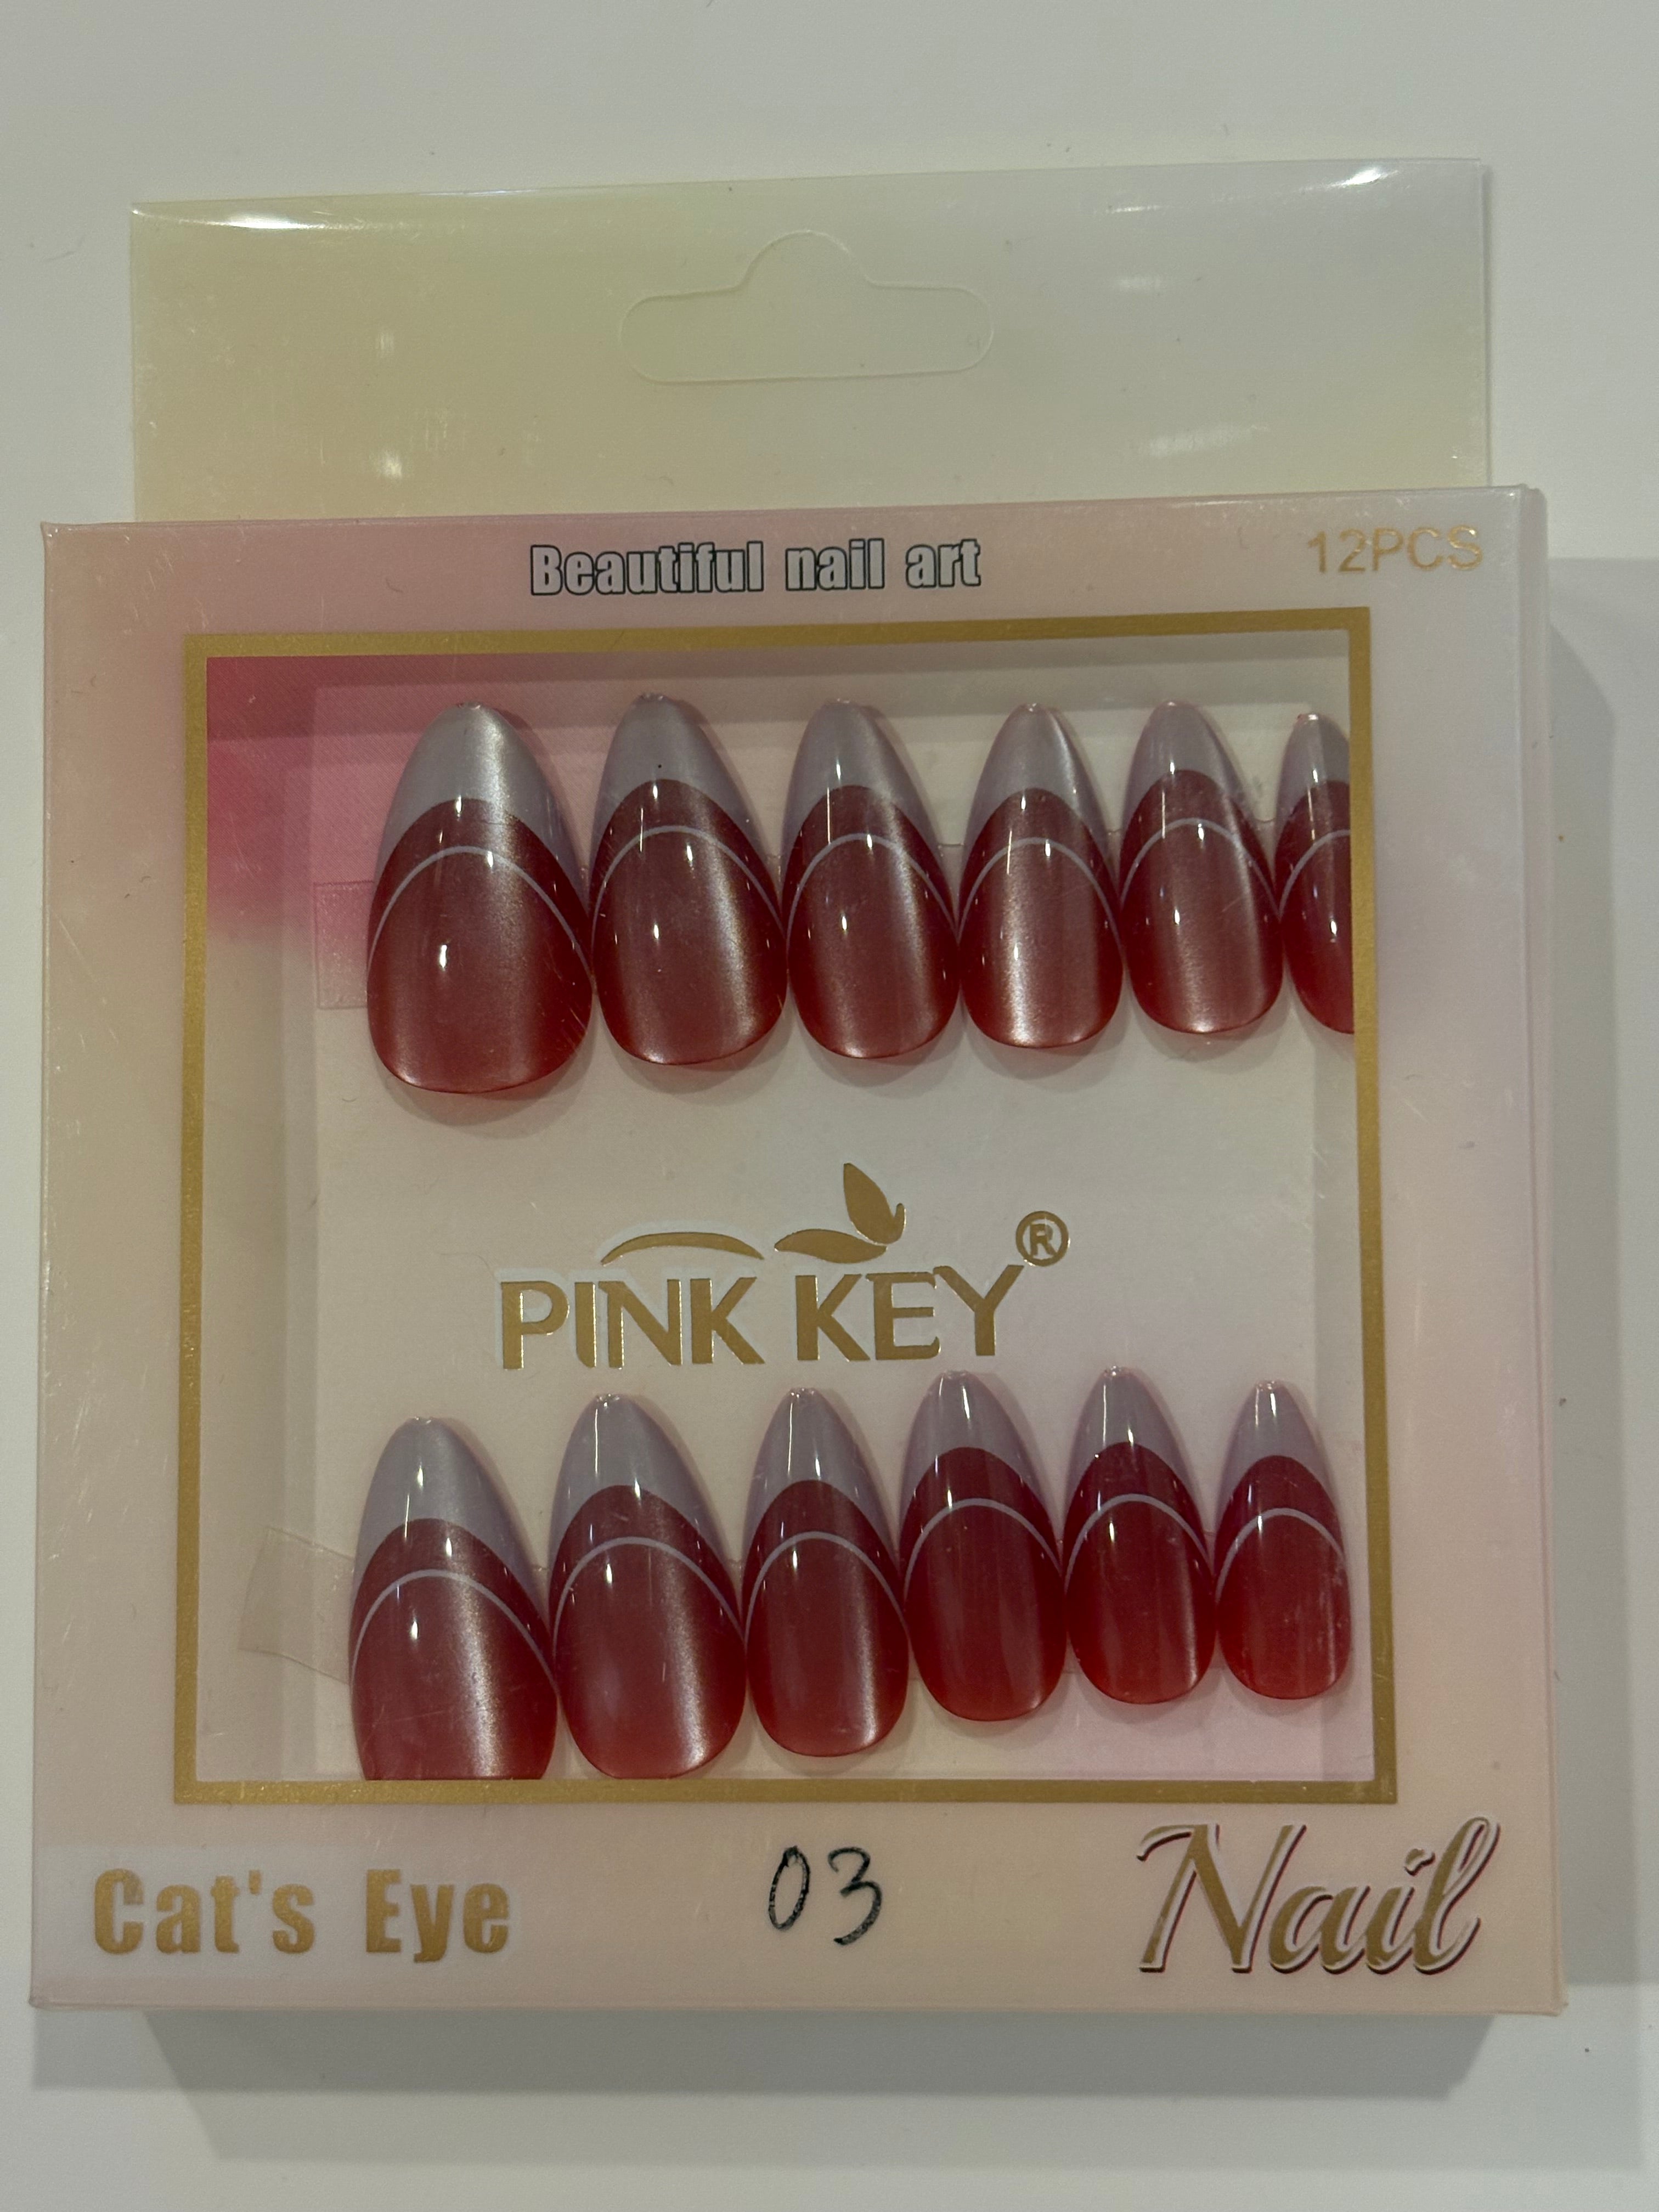 Beautiful nail art
12PCS
PINK KEY®
Cat's Eye
03
Nail